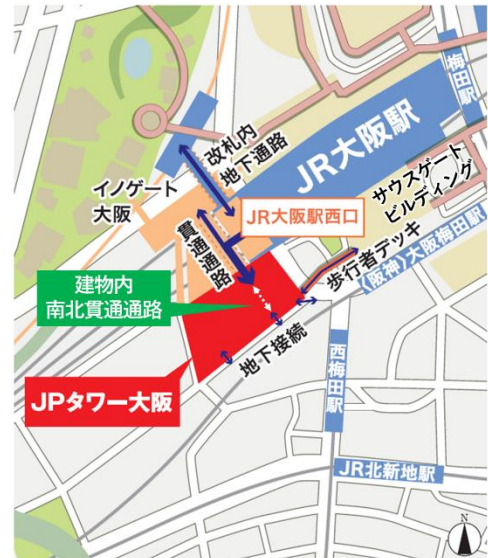 梅田駅
改札内
地下通路
JR大阪駅
イノゲート
大阪
サウスゲート
ビルディング
貫通通路
JR大阪駅西口
歩行者デッキ
〈阪神〉大阪梅田駅
建物内
南北貫通通路
地下接続
西梅田駅
JPタワー大阪
JR北新地駅
N